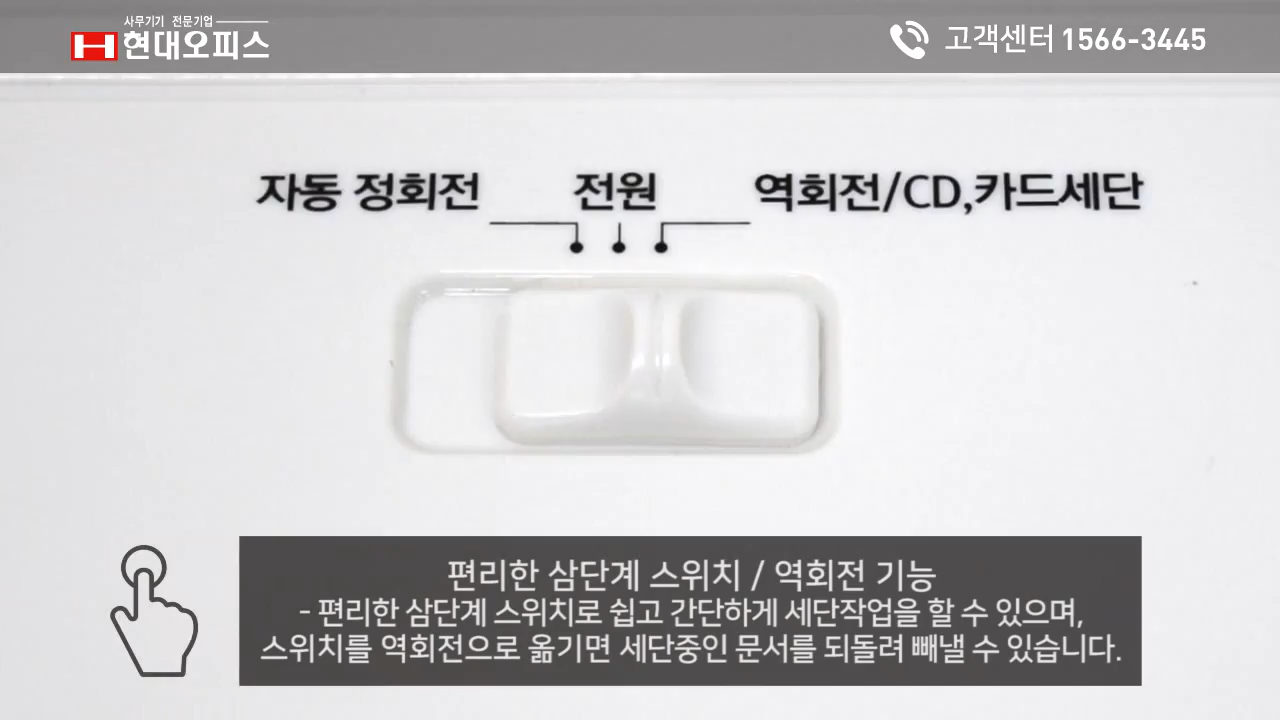 사무기기 전문기업
현대오피스
고객센터 1566-3445
자동 정회전 전원 역회전/CD,카드세단
편리한 삼단계 스위치 / 역회전 기능
- 편리한 삼단계 스위치로 쉽고 간단하게 세단작업을 할 수 있으며,
스위치를 역회전으로 옮기면 세단중인 문서를 되돌려 빼낼 수 있습니다.